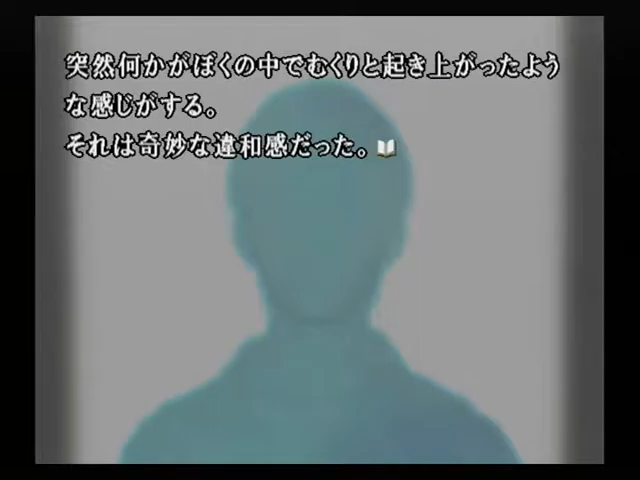 突然何かがぼくの中でむくりと起き上がったよう
な感じがする。
それは奇妙な違和感だった。